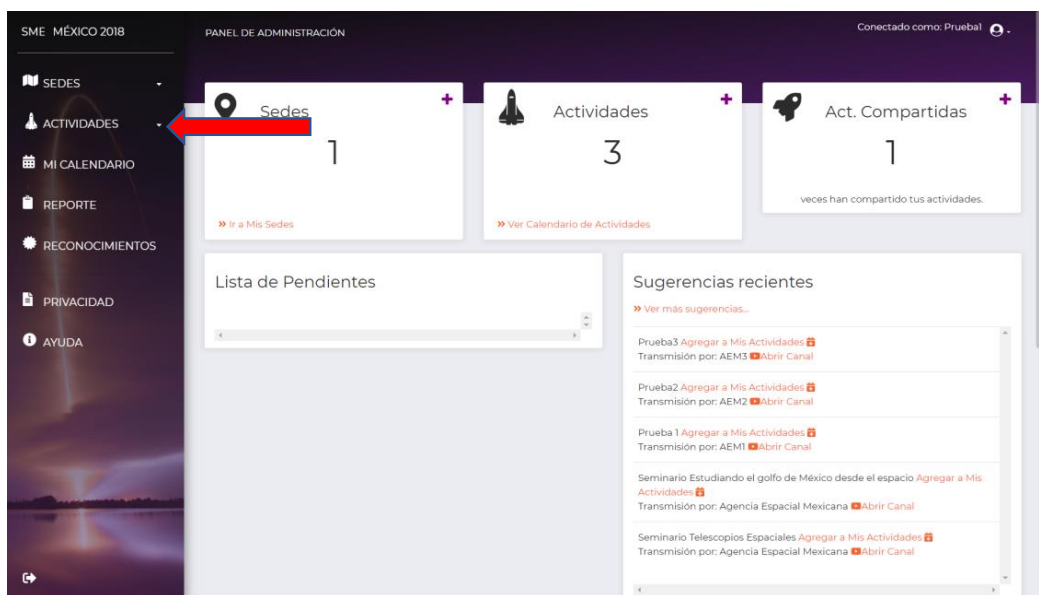 SME MÉXICO 2018
SEDES
ACTIVIDADES
MI CALENDARIO
REPORTE
RECONOCIMIENTOS
PRIVACIDAD
AYUDA
PANEL DE ADMINISTRACIÓN
Conectado como: Prueba1
Sedes
1
Ir a Mis Sedes
Actividades
3
Ver Calendario de Actividades
Act. Compartidas
1
veces han compartido tus actividades.
Lista de Pendientes
Sugerencias recientes
Ver más sugerencias...
Prueba3 Agregar a Mis Actividades
Transmisión por: AEM3 Abrir Canal
Prueba2 Agregar a Mis Actividades
Transmisión por: AEM2 Abrir Canal
Prueba 1 Agregar a Mis Actividades
Transmisión por: AEM1 Abrir Canal
Seminario Estudiando el golfo de México desde el espacio Agregar a Mis
Actividades
Transmisión por: Agencia Espacial Mexicana Abrir Canal
Seminario Telescopios Espaciales Agregar a Mis Actividades
Transmisión por: Agencia Espacial Mexicana Abrir Canal